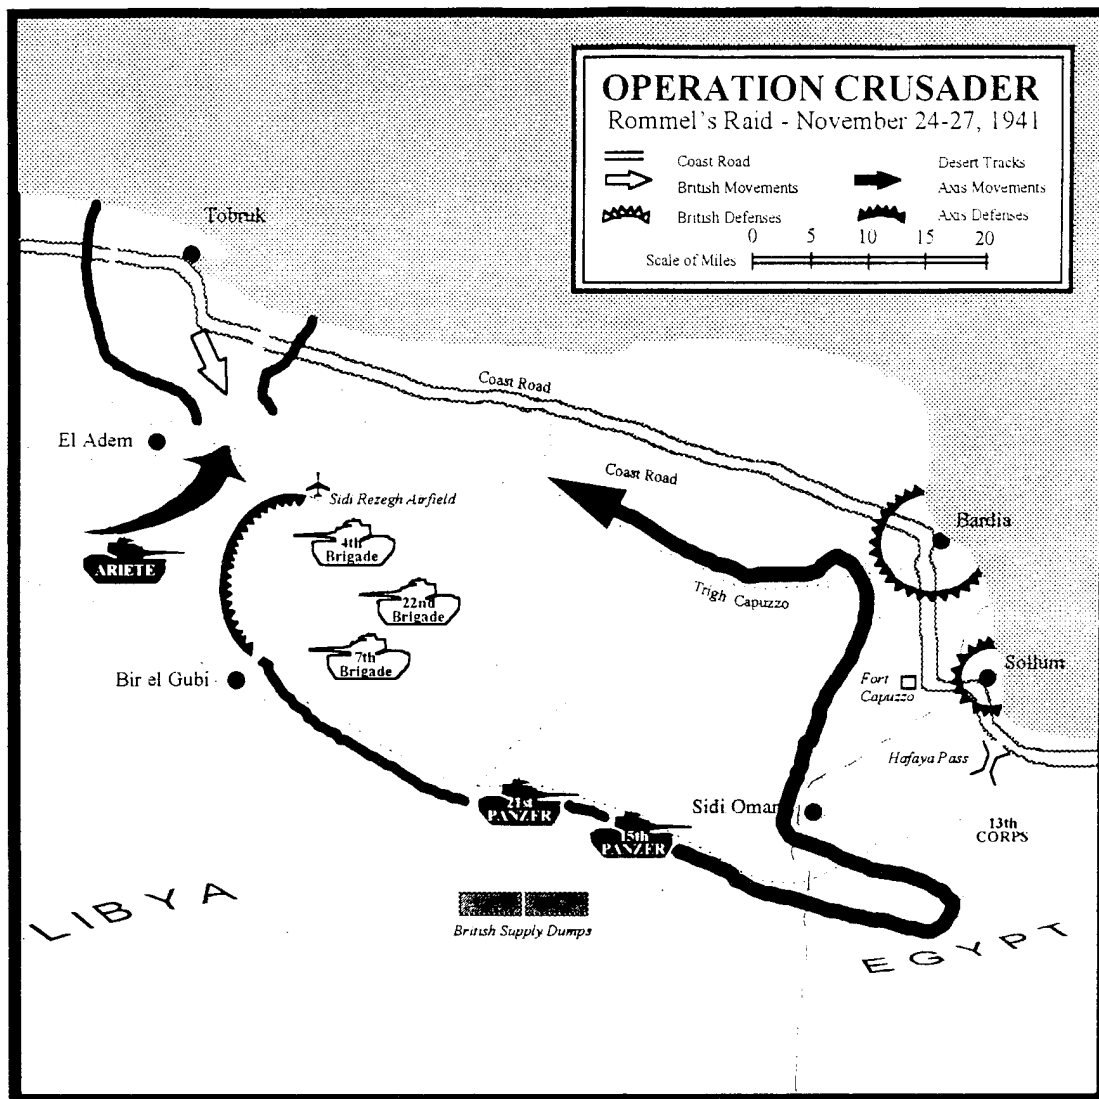 OPERATION CRUSADER
Rommel's Raid - November 24-27, 1941
Coast Road
Desert Tracks
British Movements
Axis Movements
British Defenses
Axis Defenses
0 5 10 15 20
Scale of Miles
Tobruk
Coast Road
El Adem
Coast Road
Sidi Rezegh Airfield
Bardia
4th
Brigade
ARIETE
Trigh Capuzzo
22nd
Brigade
7th
Brigade
Sollum
Bir el Gubi
Fort
Capuzzo
Hafaya Pass
21st
PANZER
Sidi Omar
15th
PANZER
13th
CORPS
LIBYA
British Supply Dumps
EGYPT